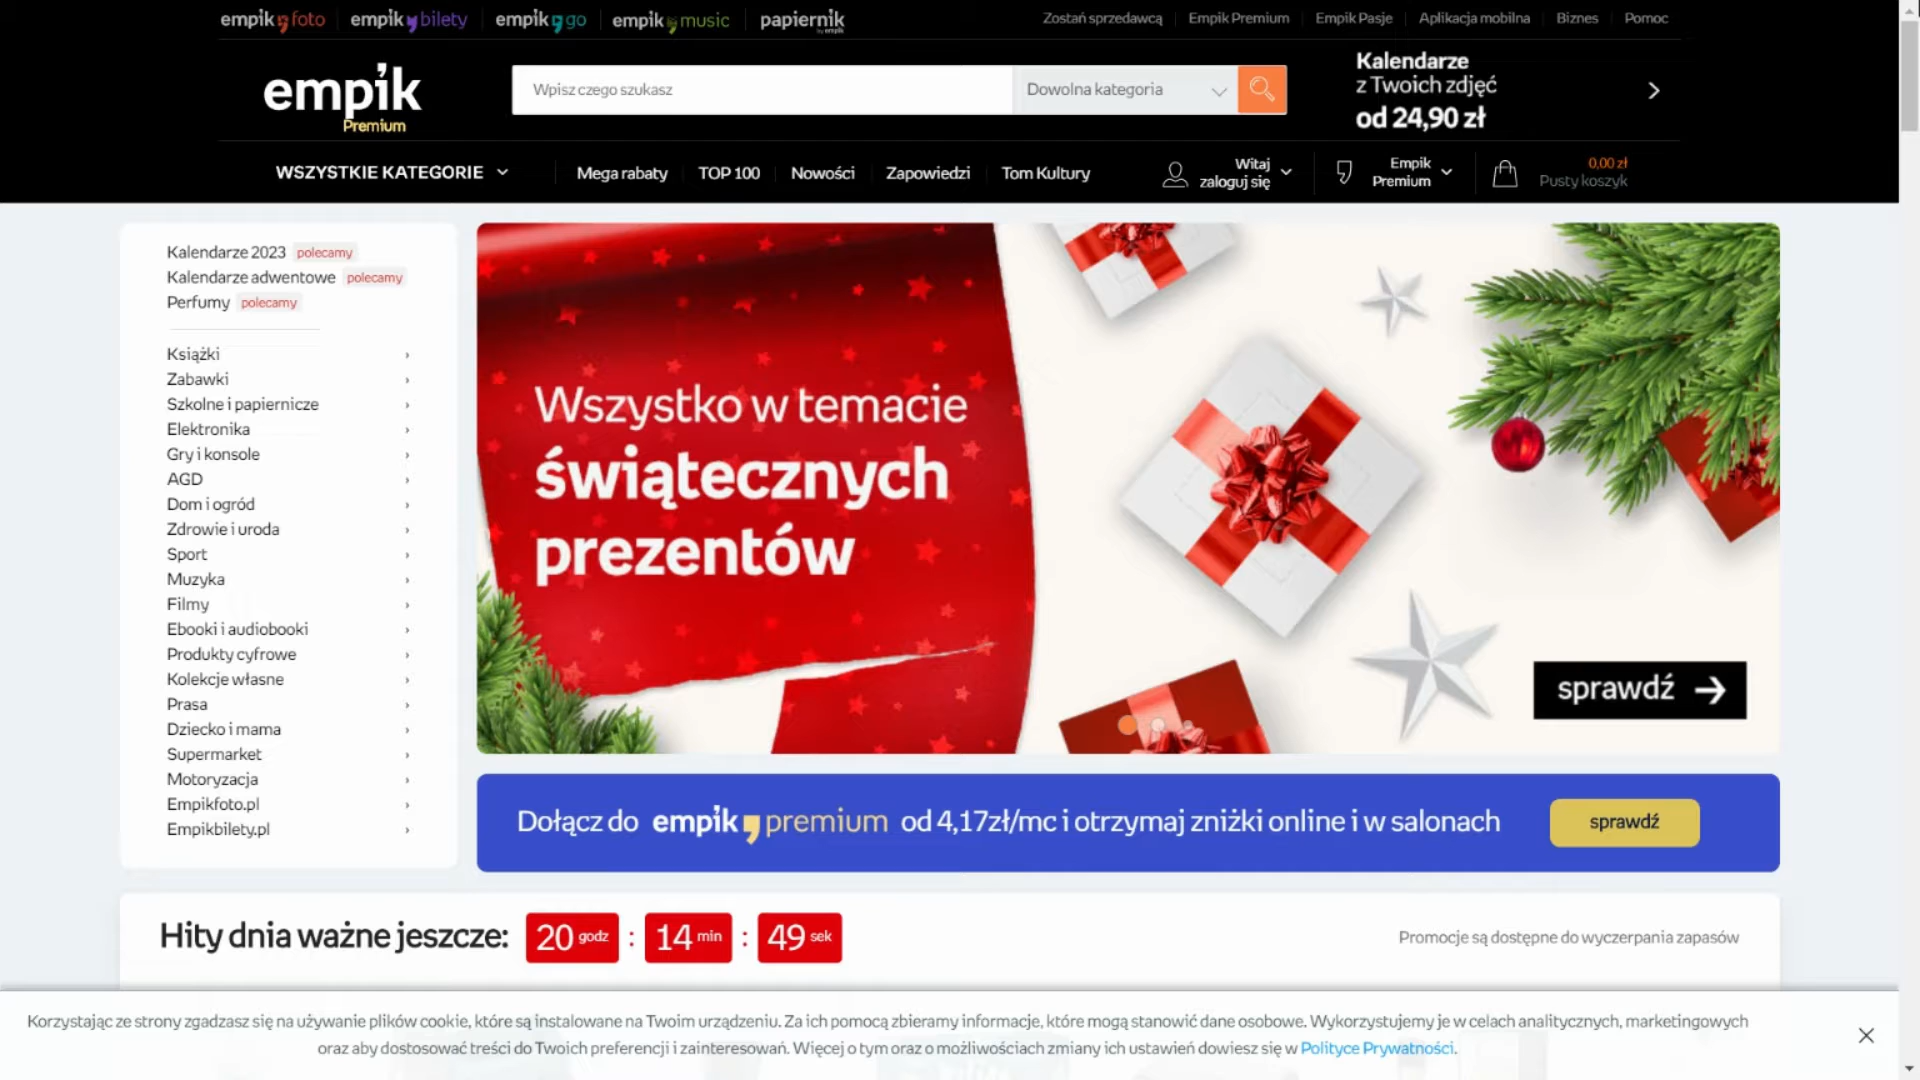 empik foto
empik bilety
empik go
empik music
papiernik
by empik
Zostań sprzedawcą
Empik Premium
Empik Pasje
Aplikacja mobilna
Biznes
Pomoc
empik
Premium
Wpisz czego szukasz
Dowolna kategoria
Kalendarze
z Twoich zdjęć
od 24,90 zł
WSZYSTKIE KATEGORIE
Mega rabaty
TOP 100
Nowości
Zapowiedzi
Tom Kultury
Witaj
zaloguj się
Empik
Premium
0,00 zł
Pusty koszyk
Kalendarze 2023 polecamy
Kalendarze adwentowe polecamy
Perfumy polecamy
Książki
Zabawki
Szkolne i papiernicze
Elektronika
Gry i konsole
AGD
Dom i ogród
Zdrowie i uroda
Sport
Muzyka
Filmy
Ebooki i audiobooki
Produkty cyfrowe
Kolekcje własne
Prasa
Dziecko i mama
Supermarket
Motoryzacja
Empikfoto.pl
Empikbilety.pl
Wszystko w temacie
świątecznych
prezentów
sprawdź
Dołącz do empik premium od 4,17zł/mc i otrzymaj zniżki online i w salonach
sprawdź
Hity dnia ważne jeszcze: 20 godz : 14 min : 49 sek
Promocje są dostępne do wyczerpania zapasów
Korzystając ze strony zgadzasz się na używanie plików cookie, które są instalowane na Twoim urządzeniu. Za ich pomocą zbieramy informacje, które mogą stanowić dane osobowe. Wykorzystujemy je w celach analitycznych, marketingowych
oraz aby dostosować treści do Twoich preferencji i zainteresowań. Więcej o tym oraz o możliwościach zmiany ich ustawień dowiesz się w Polityce Prywatności.